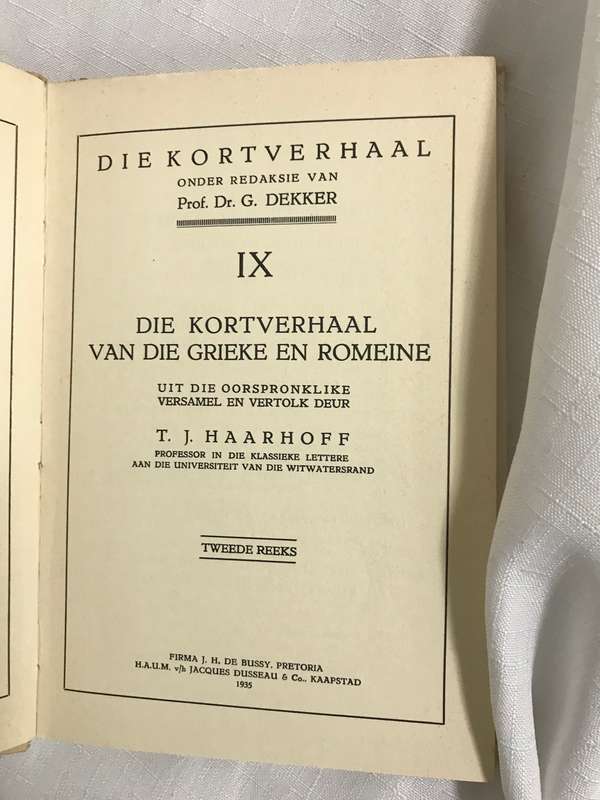 DIE KORTVERHAAL
ONDER REDAKSIE VAN
Prof. Dr. G. DEKKER
IX
DIE KORTVERHAAL
VAN DIE GRIEKE EN ROMEINE
UIT DIE OORSPRONKLIKE
VERSAMEL EN VERTOLK DEUR
T. J. HAARHOFF
PROFESSOR IN DIE KLASSIEKE LETTERE
AAN DIE UNIVERSITEIT VAN DIE WITWATERSRAND
TWEEDE REEKS
FIRMA J. H. DE BUSSY, PRETORIA
H.A.U.M. v/h JACQUES DUSSEAU & Co., KAAPSTAD
1935